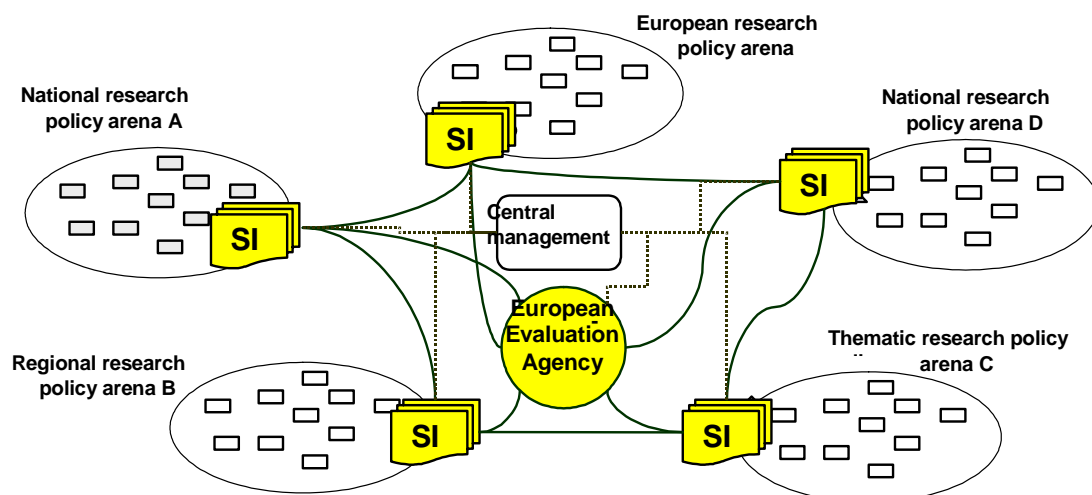 European research
policy arena
National research
policy arena A
National research
policy arena D
SI
SI
SI
Central
management
European
Evaluation
Agency
Regional research
policy arena B
Thematic research policy
arena C
SI
SI